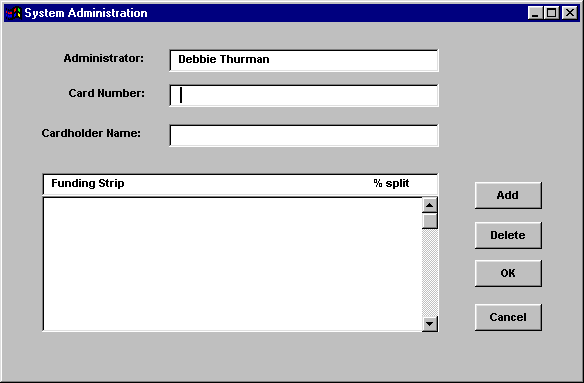 System Administration
Administrator: Debbie Thurman
Card Number:
Cardholder Name:
Funding Strip % split
Add
Delete
OK
Cancel